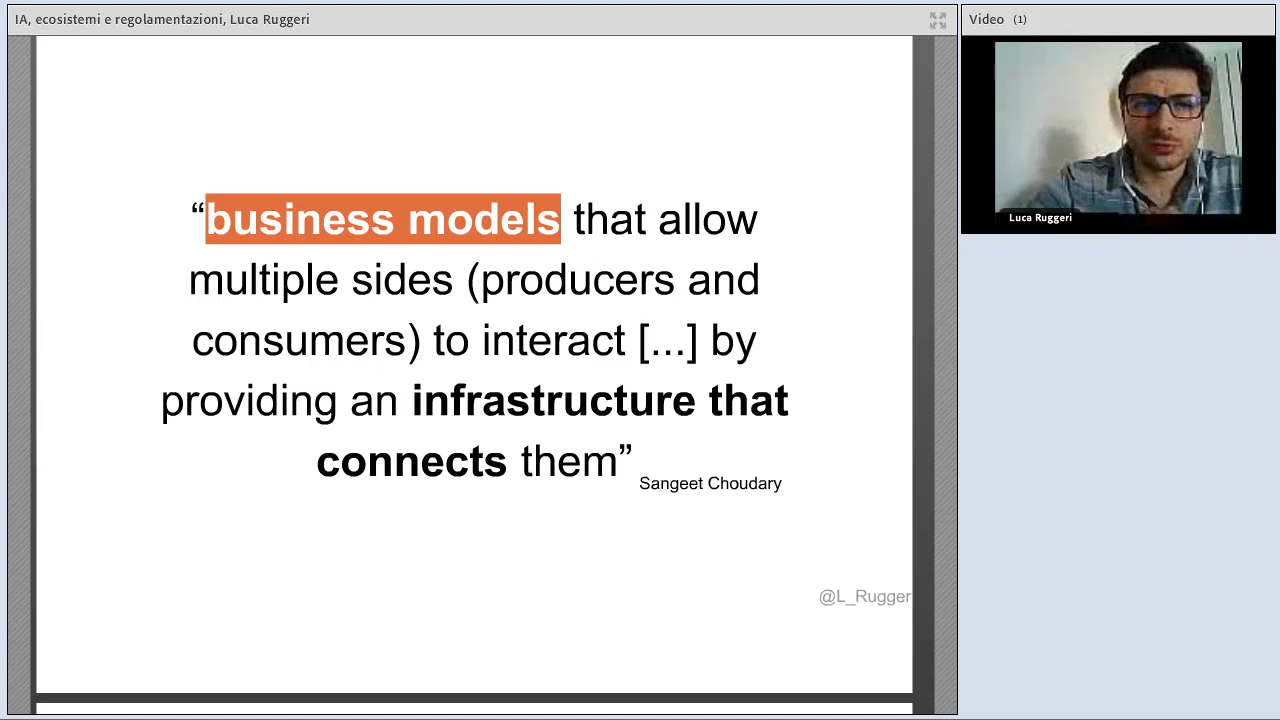 IA, ecosistemi e regolamentazioni, Luca Ruggeri
Video (1)
Luca Ruggeri
“business models that allow
multiple sides (producers and
consumers) to interact [...] by
providing an infrastructure that
connects them”
Sangeet Choudary
@L_Rugger